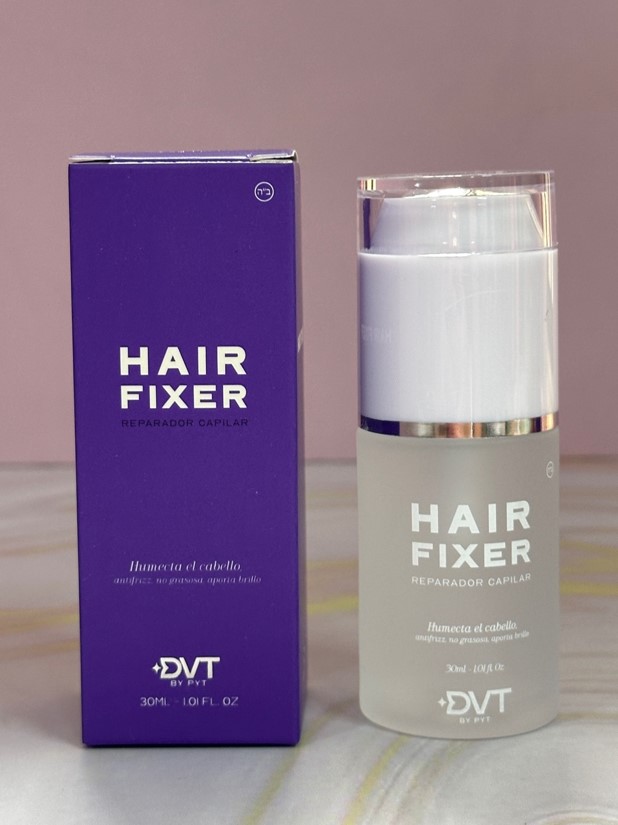 ב"ה
HAIR
FIXER
REPARADOR CAPILAR
Humecta el cabello,
antifrizz, no grasosa, aporta brillo
DVT
BY PYT
30ML - 1.01 FL. OZ
HAIR
FIXER
REPARADOR CAPILAR
Humecta el cabello,
antifrizz, no grasosa, aporta brillo
30ml - 1.01 fl. Oz
DVT
BY PYT